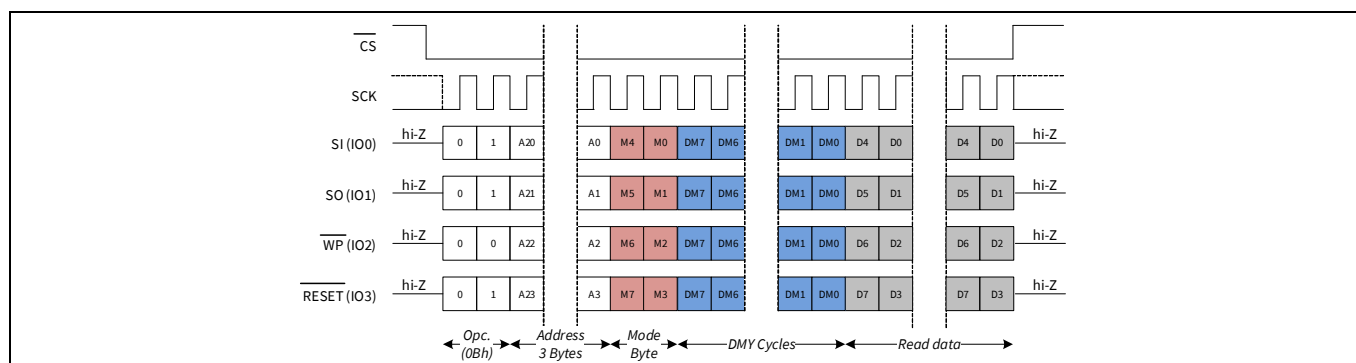 CS
SCK
SI (IO0) hi-Z 0 1 A20 A0 M4 M0 DM7 DM6 DM1 DM0 D4 D0 D4 D0 hi-Z
SO (IO1) hi-Z 0 1 A21 A1 M5 M1 DM7 DM6 DM1 DM0 D5 D1 D5 D1 hi-Z
WP (IO2) hi-Z 0 0 A22 A2 M6 M2 DM7 DM6 DM1 DM0 D6 D2 D6 D2 hi-Z
RESET (IO3) hi-Z 0 1 A23 A3 M7 M3 DM7 DM6 DM1 DM0 D7 D3 D7 D3 hi-Z
Opc. (0Bh) Address 3 Bytes Mode Byte DMY Cycles Read data